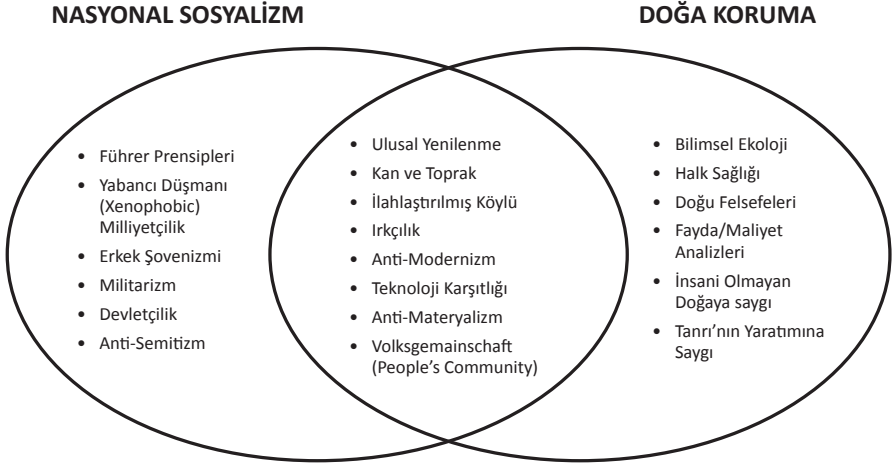 NASYONAL SOSYALİZM
DOĞA KORUMA
• Führer Prensipleri
• Yabancı Düşmanı
(Xenophobic)
Milliyetçilik
• Erkek Şovenizmi
• Militarizm
• Devletçilik
• Anti-Semitizm
• Ulusal Yenilenme
• Kan ve Toprak
• İlahlaştırılmış Köylü
• Irkçılık
• Anti-Modernizm
• Teknoloji Karşıtlığı
• Anti-Materyalizm
• Volksgemainschaft
(People's Community)
• Bilimsel Ekoloji
• Halk Sağlığı
• Doğu Felsefeleri
• Fayda/Maliyet
Analizleri
• İnsani Olmayan
Doğaya saygı
• Tanrı'nın Yaratımına
Saygı